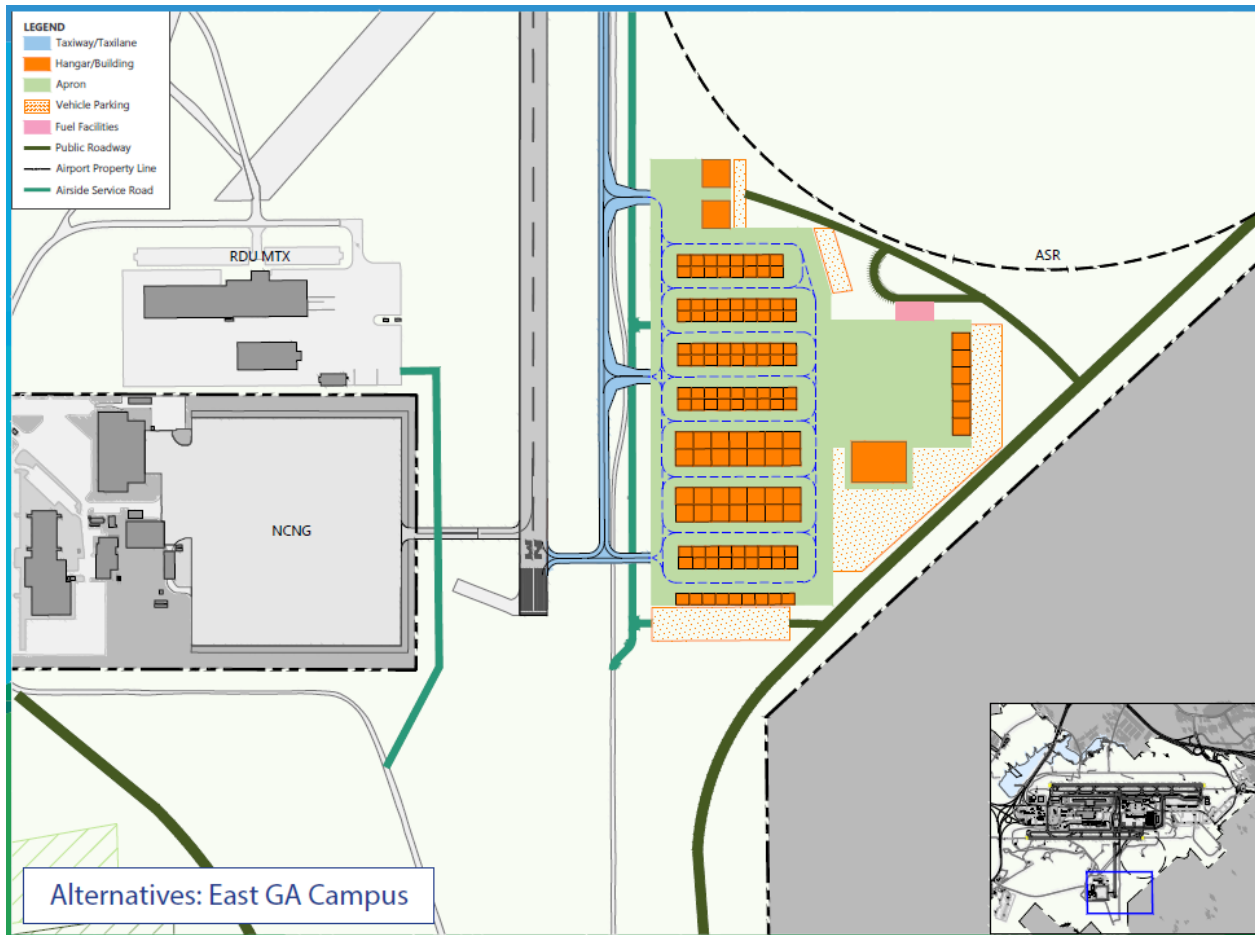 LEGEND
Taxiway/Taxilane
Hangar/Building
Apron
Vehicle Parking
Fuel Facilities
Public Roadway
Airport Property Line
Airside Service Road
RDU MTX
ASR
NCNG
32
Alternatives: East GA Campus